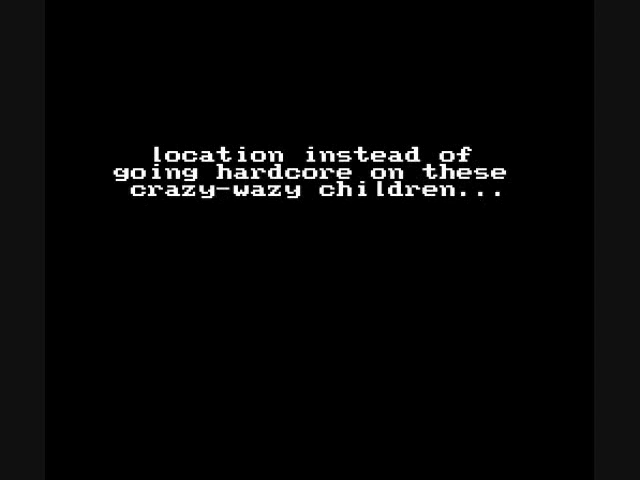 location instead of
going hardcore on these
crazy-wazy children...